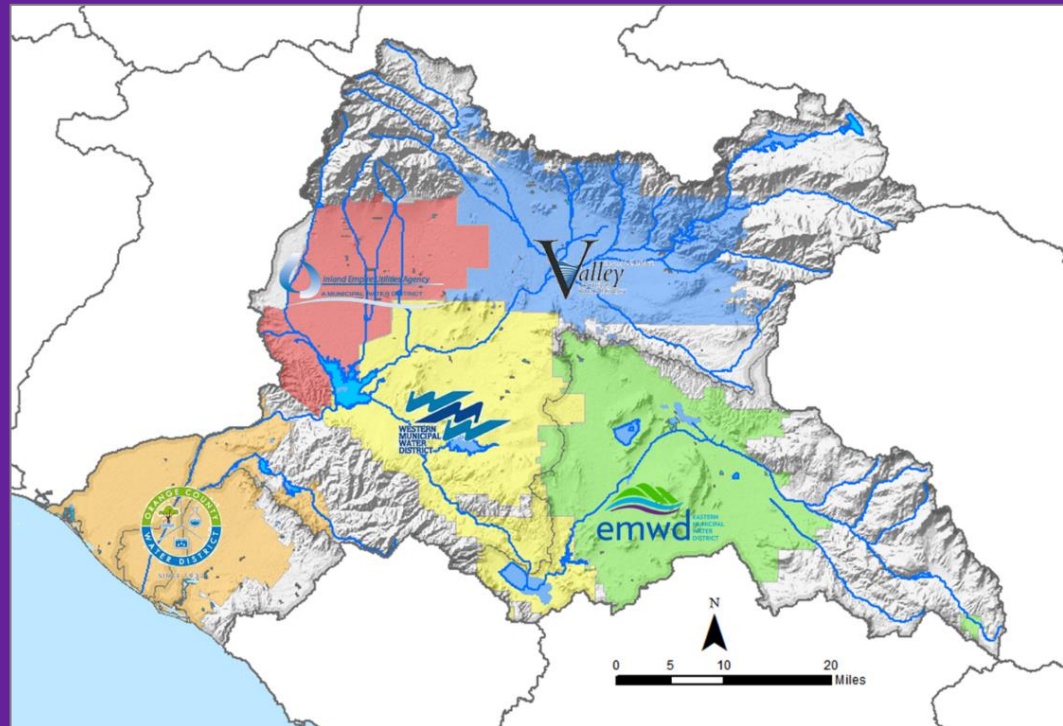 Inland Empire Utilities Agency
A MUNICIPAL WATER DISTRICT
Valley
WESTERN
MUNICIPAL
WATER
DISTRICT
ORANGE COUNTY
WATER DISTRICT
emwd
EASTERN
MUNICIPAL
WATER
DISTRICT
N
0 5 10 20
Miles